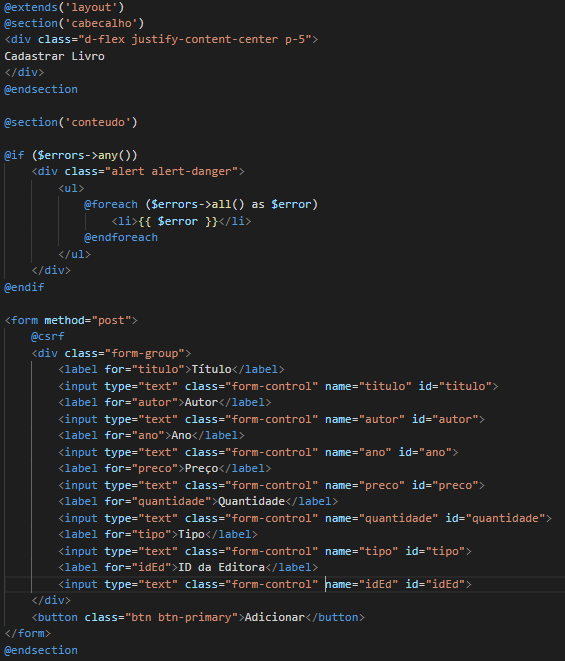 @extends('layout')
@section('cabecalho')
<div class="d-flex justify-content-center p-5">
Cadastrar Livro
</div>
@endsection

@section('conteudo')

@if ($errors->any())
    <div class="alert alert-danger">
        <ul>
            @foreach ($errors->all() as $error)
                <li>{{ $error }}</li>
            @endforeach
        </ul>
    </div>
@endif

<form method="post">
    @csrf
    <div class="form-group">
        <label for="titulo">Título</label>
        <input type="text" class="form-control" name="titulo" id="titulo">
        <label for="autor">Autor</label>
        <input type="text" class="form-control" name="autor" id="autor">
        <label for="ano">Ano</label>
        <input type="text" class="form-control" name="ano" id="ano">
        <label for="preco">Preço</label>
        <input type="text" class="form-control" name="preco" id="preco">
        <label for="quantidade">Quantidade</label>
        <input type="text" class="form-control" name="quantidade" id="quantidade">
        <label for="tipo">Tipo</label>
        <input type="text" class="form-control" name="tipo" id="tipo">
        <label for="idEd">ID da Editora</label>
        <input type="text" class="form-control" name="idEd" id="idEd">
    </div>
    <button class="btn btn-primary">Adicionar</button>
</form>
@endsection